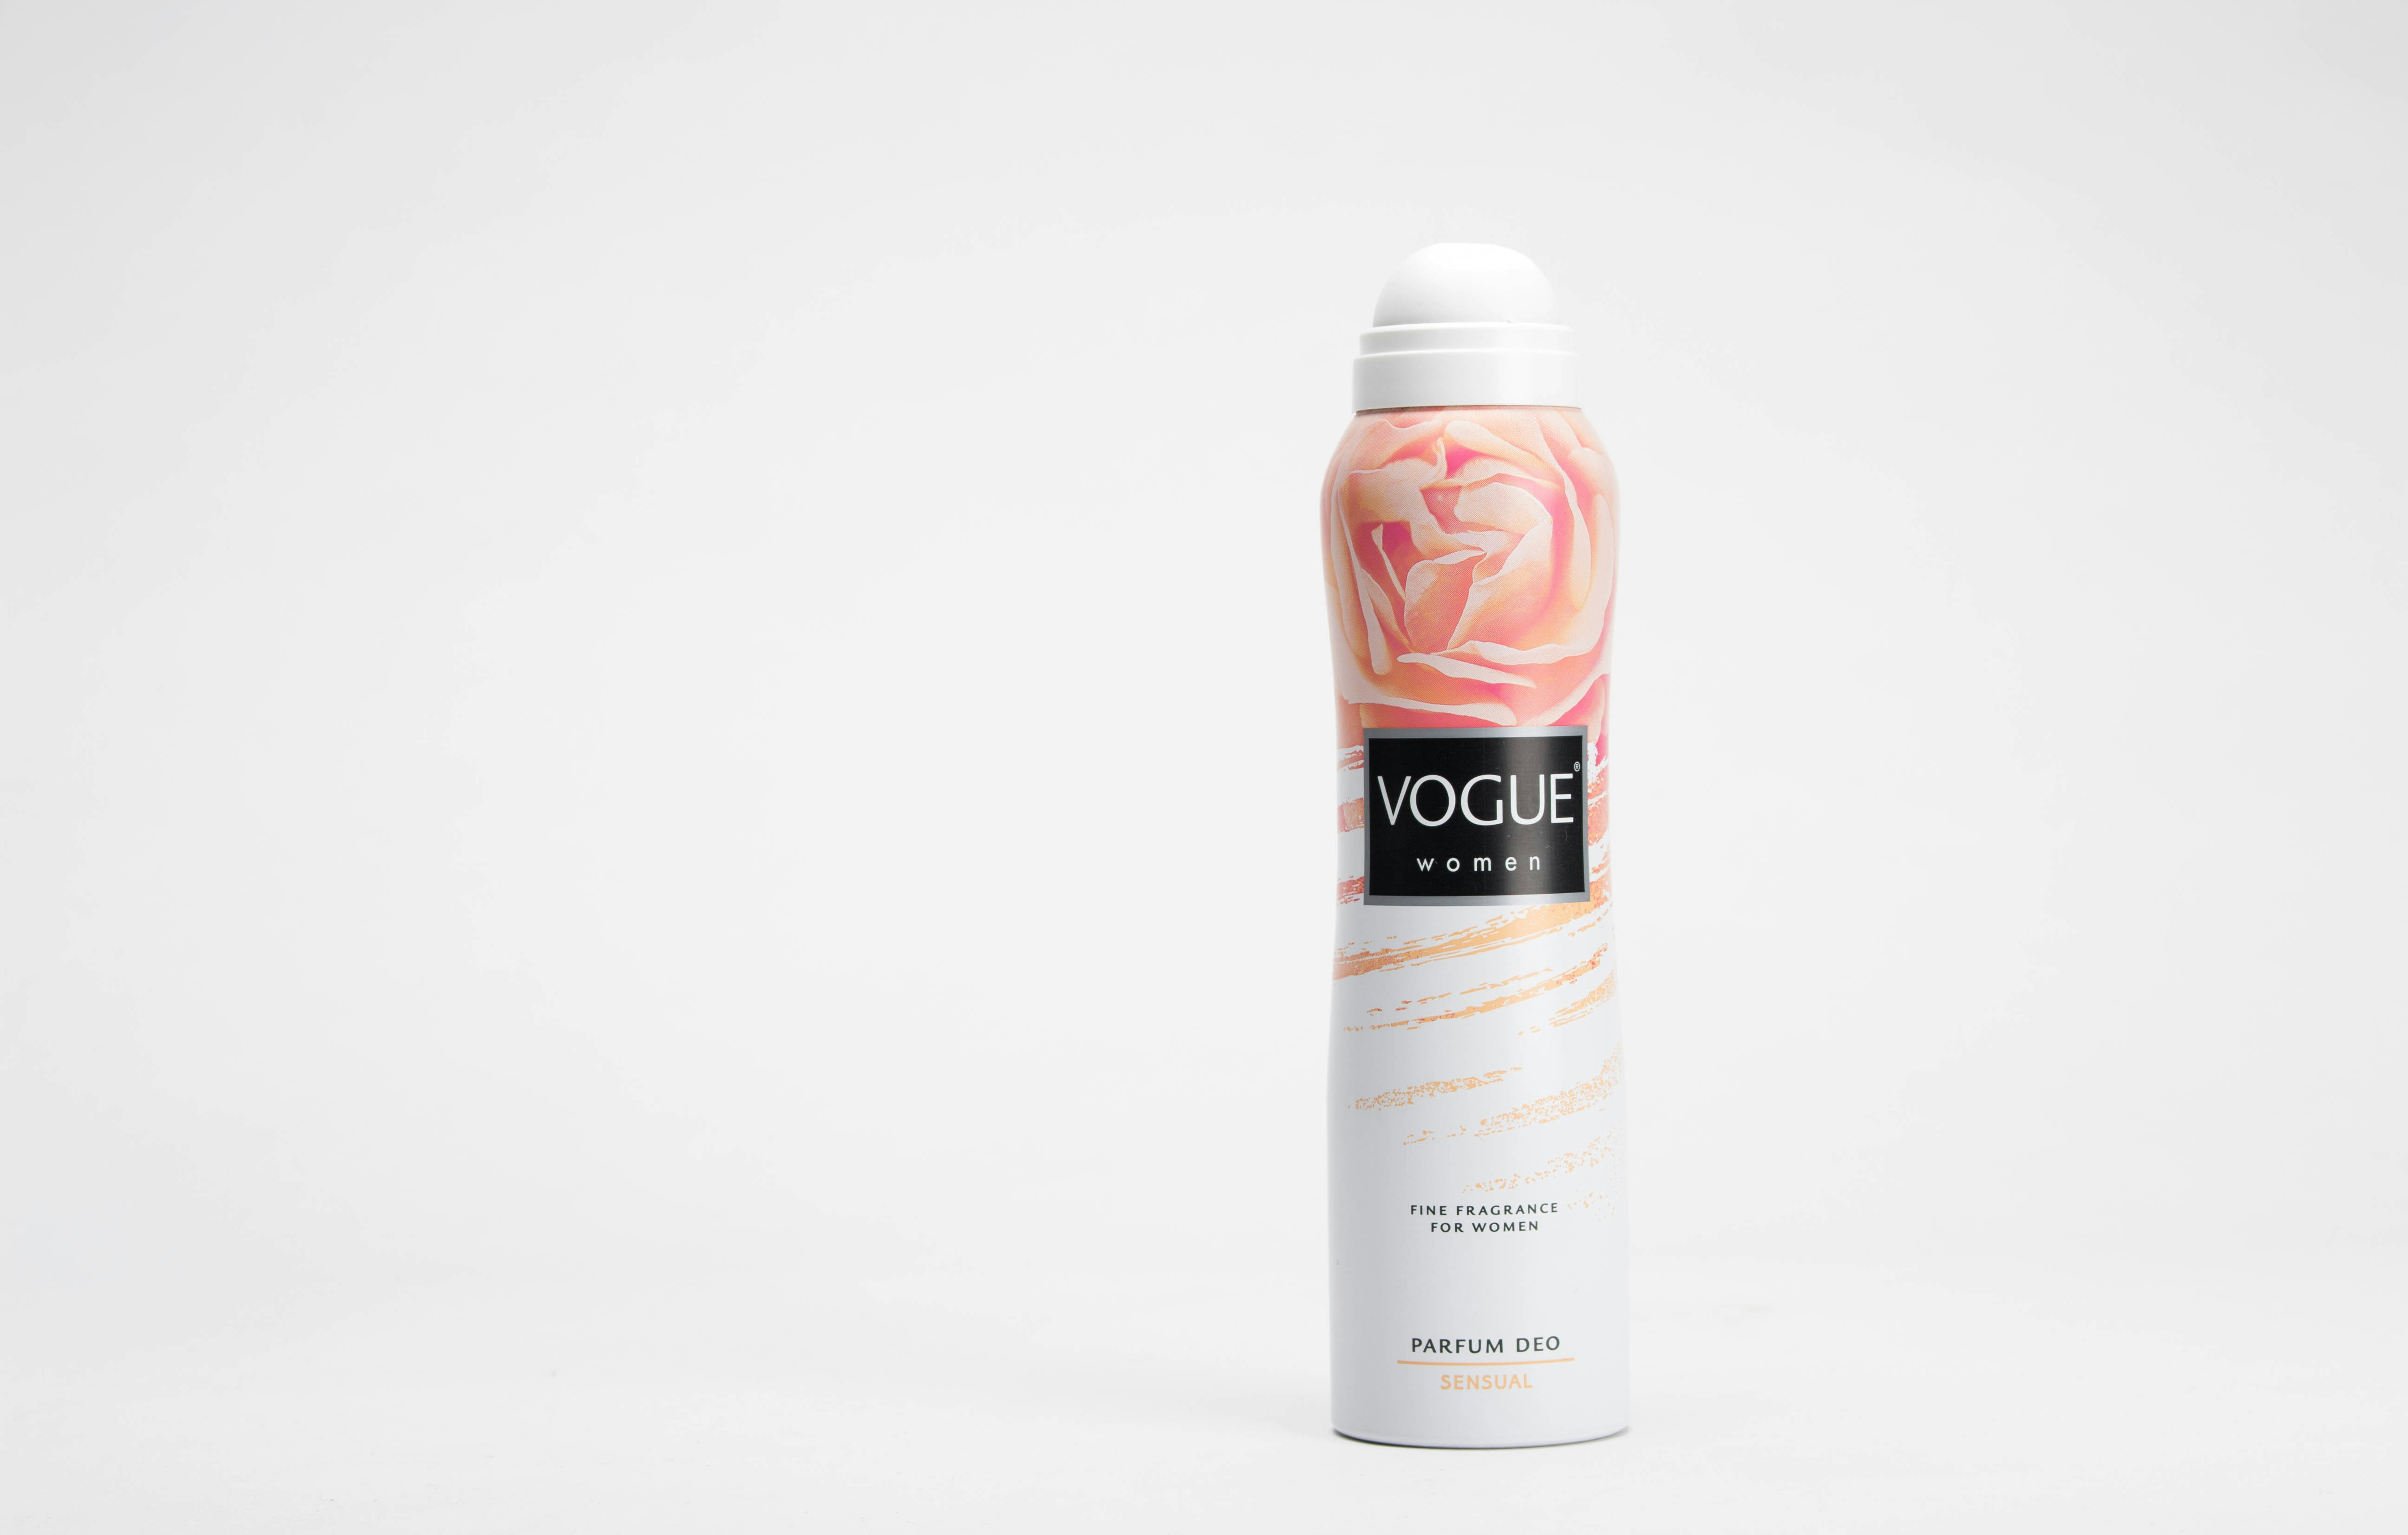 VOGUE®
women
FINE FRAGRANCE
FOR WOMEN
PARFUM DEO
SENSUAL